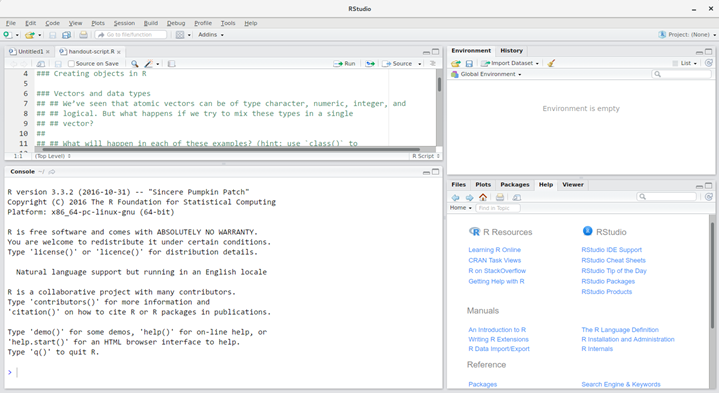 RStudio
File Edit Code View Plots Session Build Debug Profile Tools Help
Go to file/function Addins Project: (None)
Untitled1 handout-script.R
Source on Save Run Source
4 ### Creating objects in R
5
6 ### Vectors and data types
7 ## ## We've seen that atomic vectors can be of type character, numeric, integer, and
8 ## ## logical. But what happens if we try to mix these types in a single
9 ## ## vector?
10 ##
11 ## ## What will happen in each of these examples? (hint: use `class()` to
1:1 (Top Level) R Script
Console ~/
R version 3.3.2 (2016-10-31) -- "Sincere Pumpkin Patch"
Copyright (C) 2016 The R Foundation for Statistical Computing
Platform: x86_64-pc-linux-gnu (64-bit)
R is free software and comes with ABSOLUTELY NO WARRANTY.
You are welcome to redistribute it under certain conditions.
Type 'license()' or 'licence()' for distribution details.
Natural language support but running in an English locale
R is a collaborative project with many contributors.
Type 'contributors()' for more information and
'citation()' on how to cite R or R packages in publications.
Type 'demo()' for some demos, 'help()' for on-line help, or
'help.start()' for an HTML browser interface to help.
Type 'q()' to quit R.
>
Environment History
Import Dataset List
Global Environment
Environment is empty
Files Plots Packages Help Viewer
Home Find in Topic
R Resources RStudio
Learning R Online RStudio IDE Support
CRAN Task Views RStudio Cheat Sheets
R on StackOverflow RStudio Tip of the Day
Getting Help with R RStudio Packages
RStudio Products
Manuals
An Introduction to R The R Language Definition
Writing R Extensions R Installation and Administration
R Data Import/Export R Internals
Reference
Packages Search Engine & Keywords